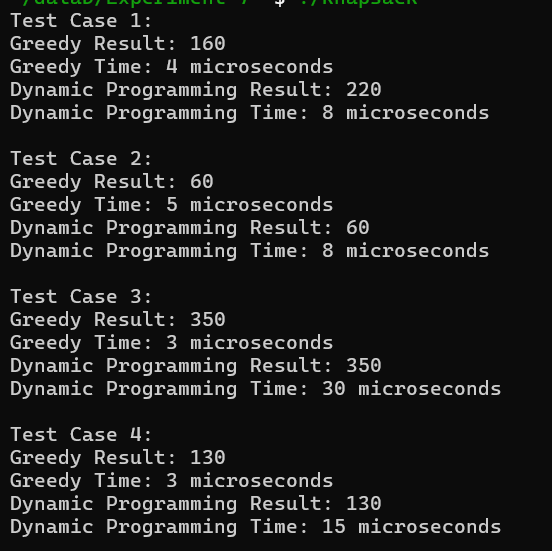 ~/dataD/Experiment 7 $ ./Knapsack
Test Case 1:
Greedy Result: 160
Greedy Time: 4 microseconds
Dynamic Programming Result: 220
Dynamic Programming Time: 8 microseconds
Test Case 2:
Greedy Result: 60
Greedy Time: 5 microseconds
Dynamic Programming Result: 60
Dynamic Programming Time: 8 microseconds
Test Case 3:
Greedy Result: 350
Greedy Time: 3 microseconds
Dynamic Programming Result: 350
Dynamic Programming Time: 30 microseconds
Test Case 4:
Greedy Result: 130
Greedy Time: 3 microseconds
Dynamic Programming Result: 130
Dynamic Programming Time: 15 microseconds